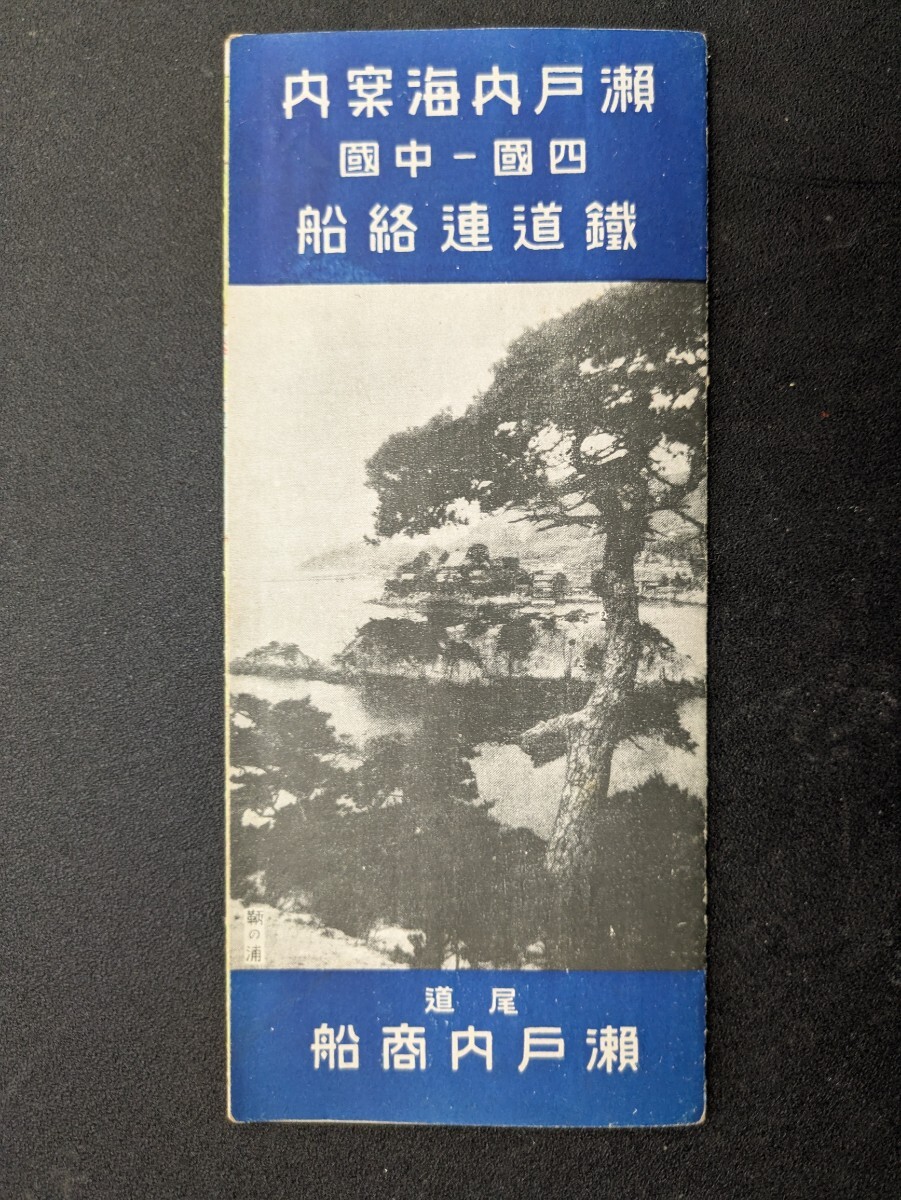 瀬戸内海案内
四國ー中國
鐵道連絡船
鞆の浦
尾道
瀬戸内商船